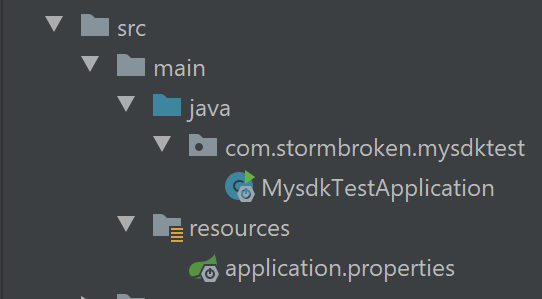 src
main
java
com.stormbroken.mysdktest
MysdkTestApplication
resources
application.properties